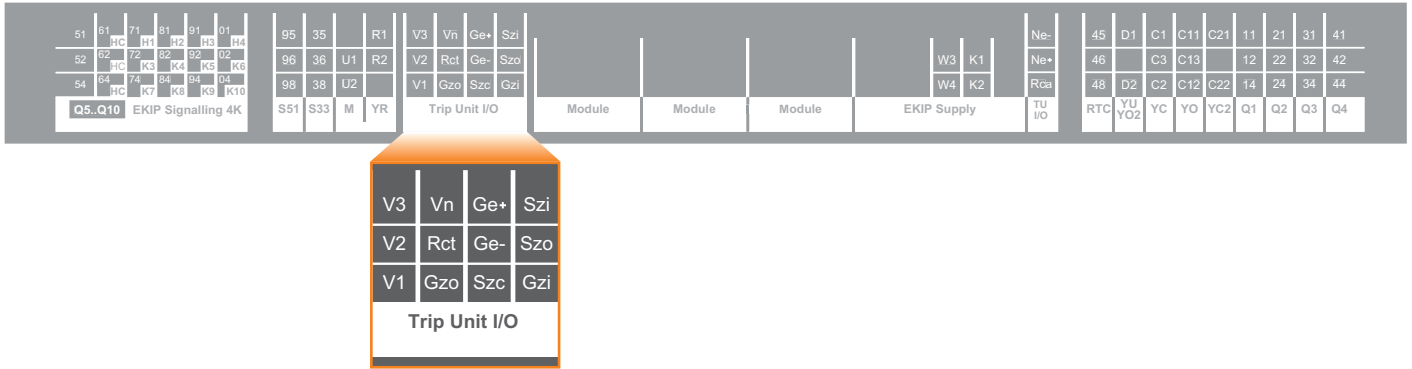 51 61 HC 71 H1 81 H2 91 H3 01 H4 95 35 R1 V3 Vn Ge+ Szi Ne- 45 D1 C1 C11 C21 11 21 31 41
52 62 HC 72 K3 82 K4 92 K5 02 K6 96 36 U1 R2 V2 Rct Ge- Szo W3 K1 Ne+ 46 C3 C13 12 22 32 42
54 64 HC 74 K7 84 K8 94 K9 04 K10 98 38 U2 V1 Gzo Szc Gzi W4 K2 48 D2 C2 C12 C22 14 24 34 44
Q5..Q10 EKIP Signalling 4K S51 S33 M YR Trip Unit I/O Module Module Module EKIP Supply TU I/O RTC YU YO2 YC YO YC2 Q1 Q2 Q3 Q4
V3 Vn Ge+ Szi
V2 Rct Ge- Szo
V1 Gzo Szc Gzi
Trip Unit I/O